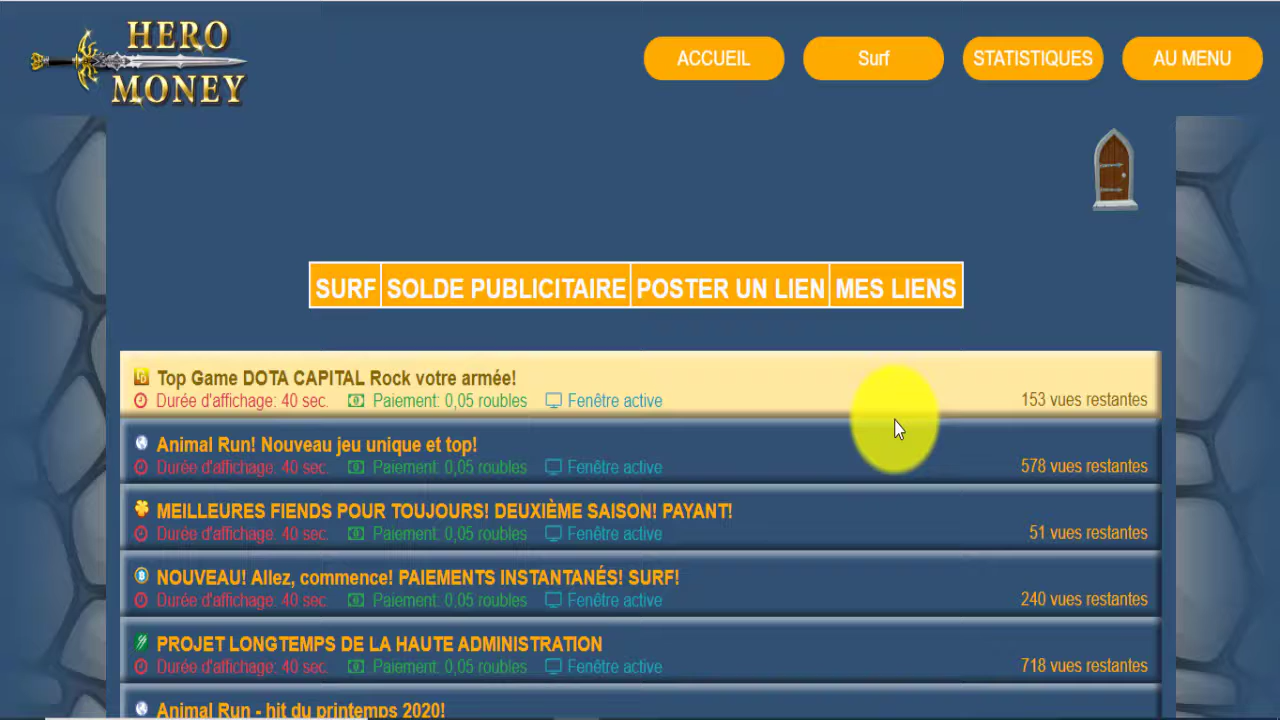 HERO
MONEY
ACCUEIL
Surf
STATISTIQUES
AU MENU
SURF
SOLDE PUBLICITAIRE
POSTER UN LIEN
MES LIENS
Top Game DOTA CAPITAL Rock votre armée!
Durée d'affichage: 40 sec. Paiement: 0,05 roubles Fenêtre active 153 vues restantes
Animal Run! Nouveau jeu unique et top!
Durée d'affichage: 40 sec. Paiement: 0,05 roubles Fenêtre active 578 vues restantes
MEILLEURES FIENDS POUR TOUJOURS! DEUXIÈME SAISON! PAYANT!
Durée d'affichage: 40 sec. Paiement: 0,05 roubles Fenêtre active 51 vues restantes
NOUVEAU! Allez, commence! PAIEMENTS INSTANTANÉS! SURF!
Durée d'affichage: 40 sec. Paiement: 0,05 roubles Fenêtre active 240 vues restantes
PROJET LONGTEMPS DE LA HAUTE ADMINISTRATION
Durée d'affichage: 40 sec. Paiement: 0,05 roubles Fenêtre active 718 vues restantes
Animal Run - hit du printemps 2020!